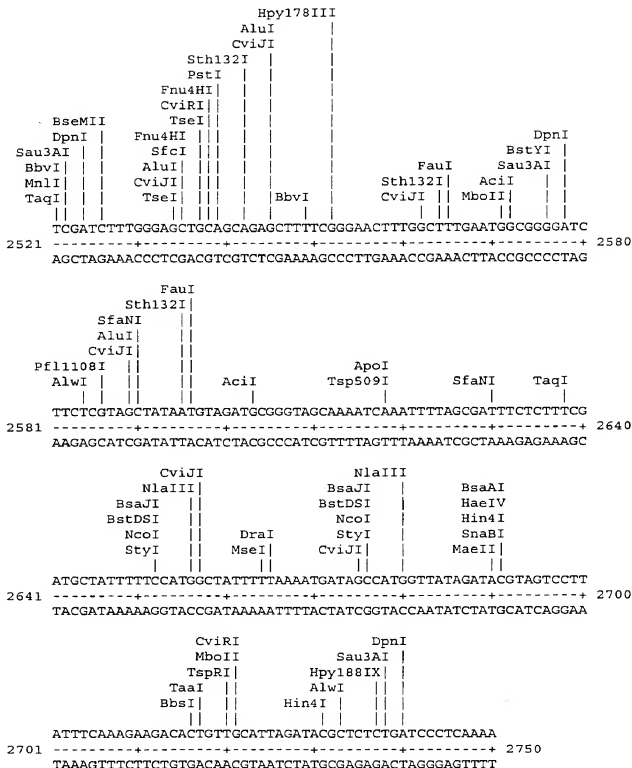 Hpy178III
AluI
CviJI
Sth132I
PstI
Fnu4HI
CviRI
BseMII TseI
DpnI Fnu4HI DpnI
Sau3AI SfcI BstYI
BbvI AluI FauI Sau3AI
MnlI CviJI Sth132I AciI
TaqI TseI BbvI CviJI MboII
TCGATCTTTGGGAGCTGCAGCAGAGCTTTTCGGGAACTTTGGCTTTGAATGGCGGGGATC
2521 ---------+---------+---------+---------+---------+---------+ 2580
AGCTAGAAACCCTCGACGTCGTCTCGAAAAGCCCTTGAAACCGAAACTTACCGCCCCTAG
FauI
Sth132I
SfaNI
AluI
CviJI
Pfl1108I ApoI
AlwI AciI Tsp509I SfaNI TaqI
TTCTCGTAGCTATAATGTAGATGCGGGTAGCAAAATCAAATTTTAGCGATTTCTCTTTCG
2581 ---------+---------+---------+---------+---------+---------+ 2640
AAGAGCATCGATATTACATCTACGCCCATCGTTTTAGTTTAAAATCGCTAAAGAGAAAGC
CviJI NlaIII
NlaIII BsaJI BsaAI
BsaJI BstDSI HaeIV
BstDSI NcoI Hin4I
NcoI DraI StyI SnaBI
StyI MseI CviJI MaeII
ATGCTATTTTTCCATGGCTATTTTTAAAATGATAGCCATGGTTATAGATACGTAGTCCTT
2641 ---------+---------+---------+---------+---------+---------+ 2700
TACGATAAAAAGGTACCGATAAAAATTTTACTATCGGTACCAATATCTATGCATCAGGAA
CviRI DpnI
MboII Sau3AI
TspRI Hpy188IX
TaaI AlwI
BbsI Hin4I
ATTTCAAAGAAGACACTGTTGCATTAGATACGCTCTCTGATCCCTCAAAA
2701 ---------+---------+---------+---------+---------+ 2750
TAAAGTTTCTTCTGTGACAACGTAATCTATGCGAGAGACTAGGGAGTTTT